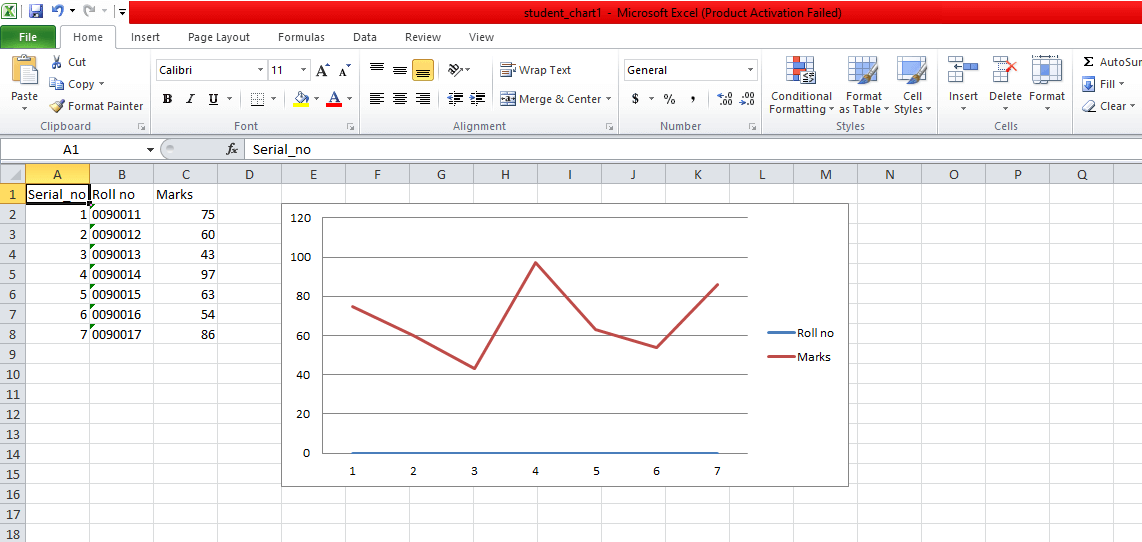 student_chart1 - Microsoft Excel (Product Activation Failed)
File Home Insert Page Layout Formulas Data Review View
Cut
Copy
Format Painter
Paste
Clipboard
Calibri 11
B I U
Font
Wrap Text
Merge & Center
Alignment
General
$ % ,
Number
Conditional Formatting
Format as Table
Cell Styles
Styles
Insert Delete Format
Cells
Σ AutoSum
Fill
Clear
A1 fx Serial_no
A B C D E F G H I J K L M N O P Q
1 Serial_no Roll no Marks
2 1 0090011 75
3 2 0090012 60
4 3 0090013 43
5 4 0090014 97
6 5 0090015 63
7 6 0090016 54
8 7 0090017 86
9
10
11
12
13
14
15
16
17
18
120
100
80
60
40
20
0
1 2 3 4 5 6 7
Roll no
Marks